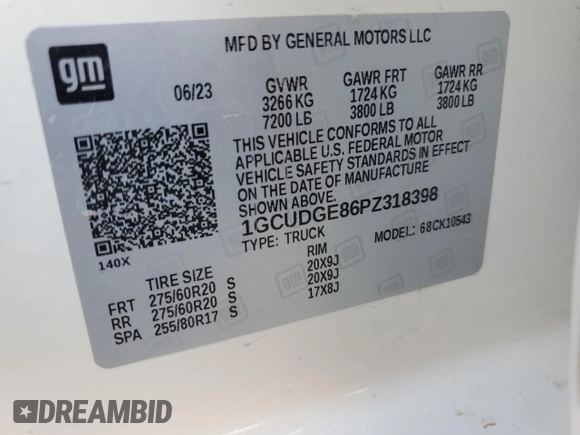 gm
MFD BY GENERAL MOTORS LLC
06/23 GVWR GAWR FRT GAWR RR
3266 KG 1724 KG 1724 KG
7200 LB 3800 LB 3800 LB
THIS VEHICLE CONFORMS TO ALL
APPLICABLE U.S. FEDERAL MOTOR
VEHICLE SAFETY STANDARDS IN EFFECT
ON THE DATE OF MANUFACTURE
SHOWN ABOVE.
1GCUDGE86PZ318398
TYPE: TRUCK MODEL: 68CK10543
140X
TIRE SIZE RIM
FRT 275/60R20 S 20X9J
RR 275/60R20 S 20X9J
SPA 255/80R17 S 17X8J
DREAMBID
dreambid.com